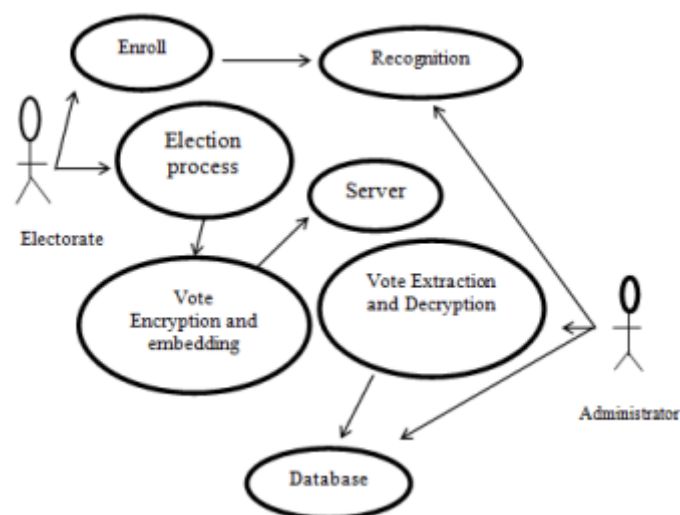 Enroll
Recognition
Election
process
Server
Electorate
Vote
Encryption and
embedding
Vote Extraction
and Decryption
Administrator
Database